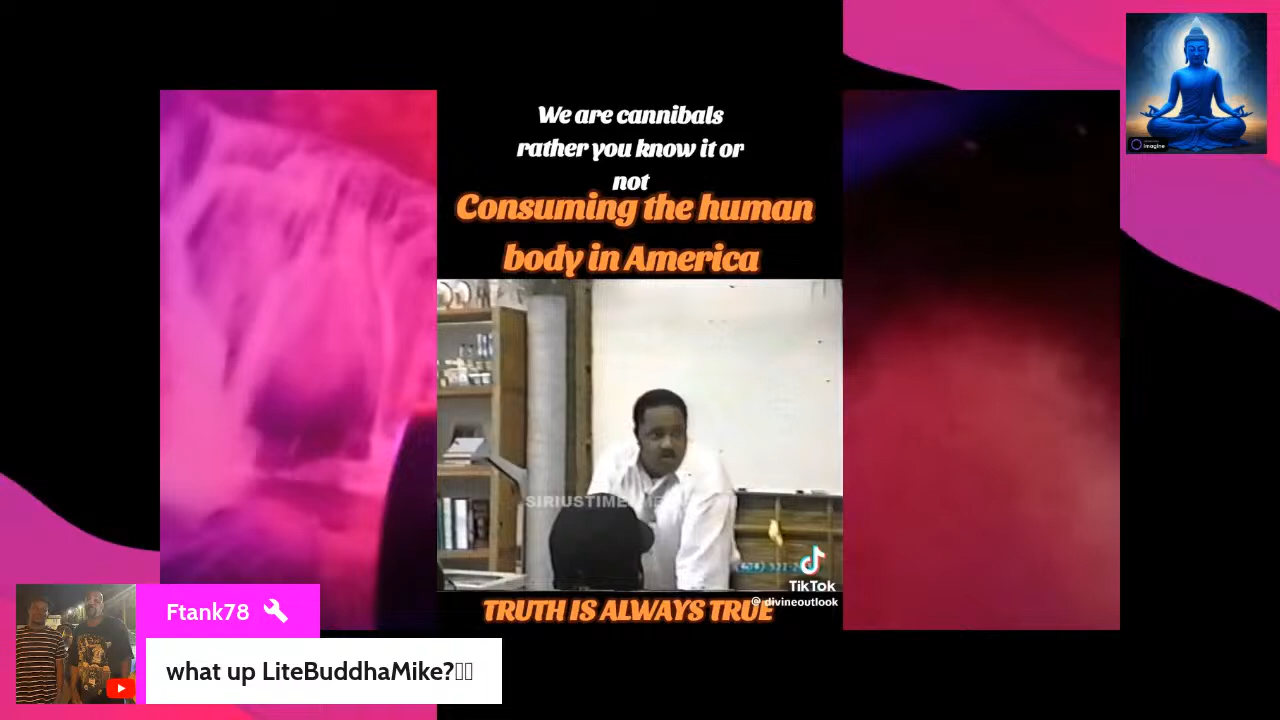 imagine
We are cannibals
rather you know it or
not
Consuming the human
body in America
SIRIUSTIME
TikTok
@ divineoutlook
TRUTH IS ALWAYS TRUE
Ftank78
what up LiteBuddhaMike?